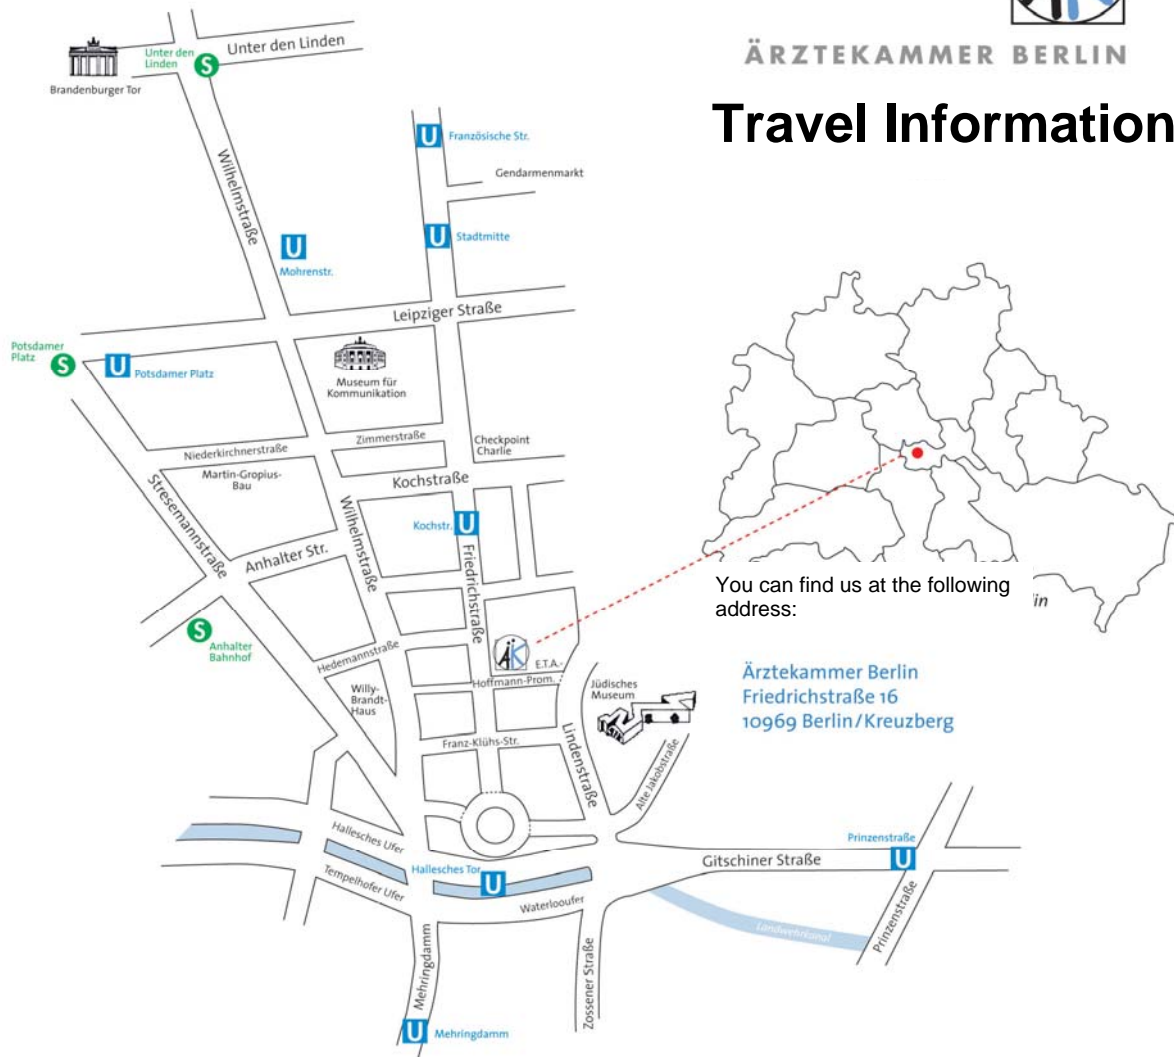 ÄRZTEKAMMER BERLIN
Travel Information
Unter den
Linden
S
Unter den Linden
Brandenburger Tor
Wilhelmstraße
U
Französische Str.
Gendarmenmarkt
U
Stadtmitte
U
Mohrenstr.
Leipziger Straße
Potsdamer
Platz
S
U
Potsdamer Platz
Museum für
Kommunikation
Niederkirchnerstraße
Zimmerstraße
Checkpoint
Charlie
Martin-Gropius-
Bau
Kochstraße
Stresemannstraße
Wilhelmstraße
Kochstr.
U
Anhalter Str.
Friedrichstraße
S
Anhalter
Bahnhof
Hedemannstraße
ÄK
E.T.A.-
Hoffmann-Prom.
Willy-
Brandt-
Haus
Jüdisches
Museum
Franz-Klühs-Str.
Lindenstraße
Alte Jakobstraße
Hallesches Ufer
Tempelhofer Ufer
Hallesches Tor
U
Waterlooufer
Gitschiner Straße
Prinzenstraße
U
Prinzenstraße
Landwehrkanal
Mehringdamm
Zossener Straße
U
Mehringdamm
You can find us at the following
address:
lin
Ärztekammer Berlin
Friedrichstraße 16
10969 Berlin/Kreuzberg